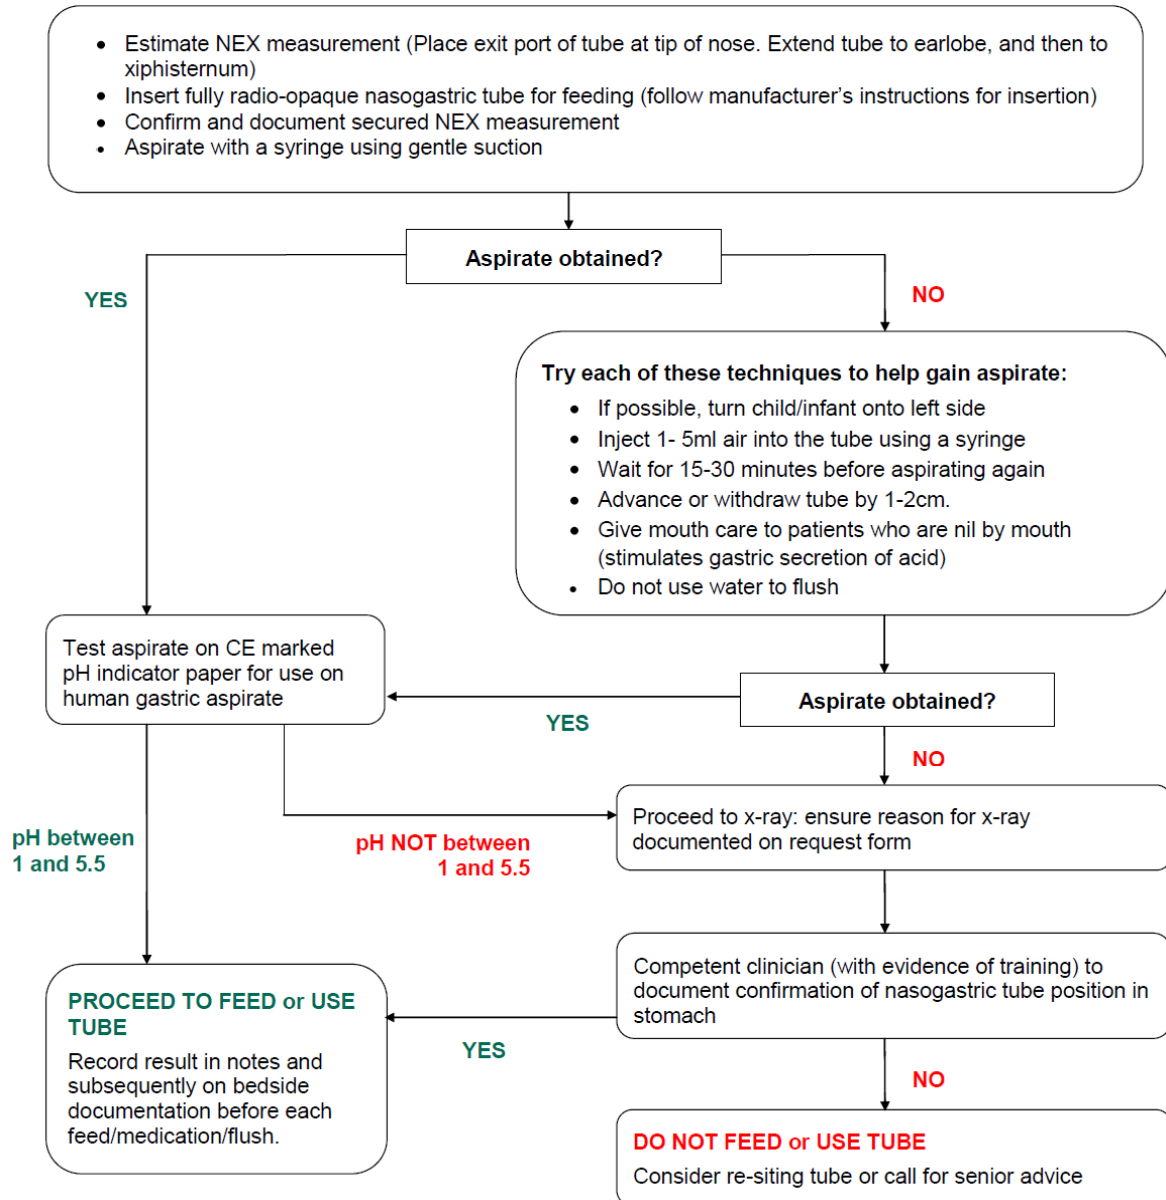 • Estimate NEX measurement (Place exit port of tube at tip of nose. Extend tube to earlobe, and then to
xiphisternum)
• Insert fully radio-opaque nasogastric tube for feeding (follow manufacturer's instructions for insertion)
• Confirm and document secured NEX measurement
• Aspirate with a syringe using gentle suction
Aspirate obtained?
YES
NO
Try each of these techniques to help gain aspirate:
• If possible, turn child/infant onto left side
• Inject 1- 5ml air into the tube using a syringe
• Wait for 15-30 minutes before aspirating again
• Advance or withdraw tube by 1-2cm.
• Give mouth care to patients who are nil by mouth
(stimulates gastric secretion of acid)
• Do not use water to flush
Test aspirate on CE marked
pH indicator paper for use on
human gastric aspirate
Aspirate obtained?
YES
NO
pH between
1 and 5.5
pH NOT between
1 and 5.5
Proceed to x-ray: ensure reason for x-ray
documented on request form
Competent clinician (with evidence of training) to
document confirmation of nasogastric tube position in
stomach
YES
NO
PROCEED TO FEED or USE
TUBE
Record result in notes and
subsequently on bedside
documentation before each
feed/medication/flush.
DO NOT FEED or USE TUBE
Consider re-siting tube or call for senior advice